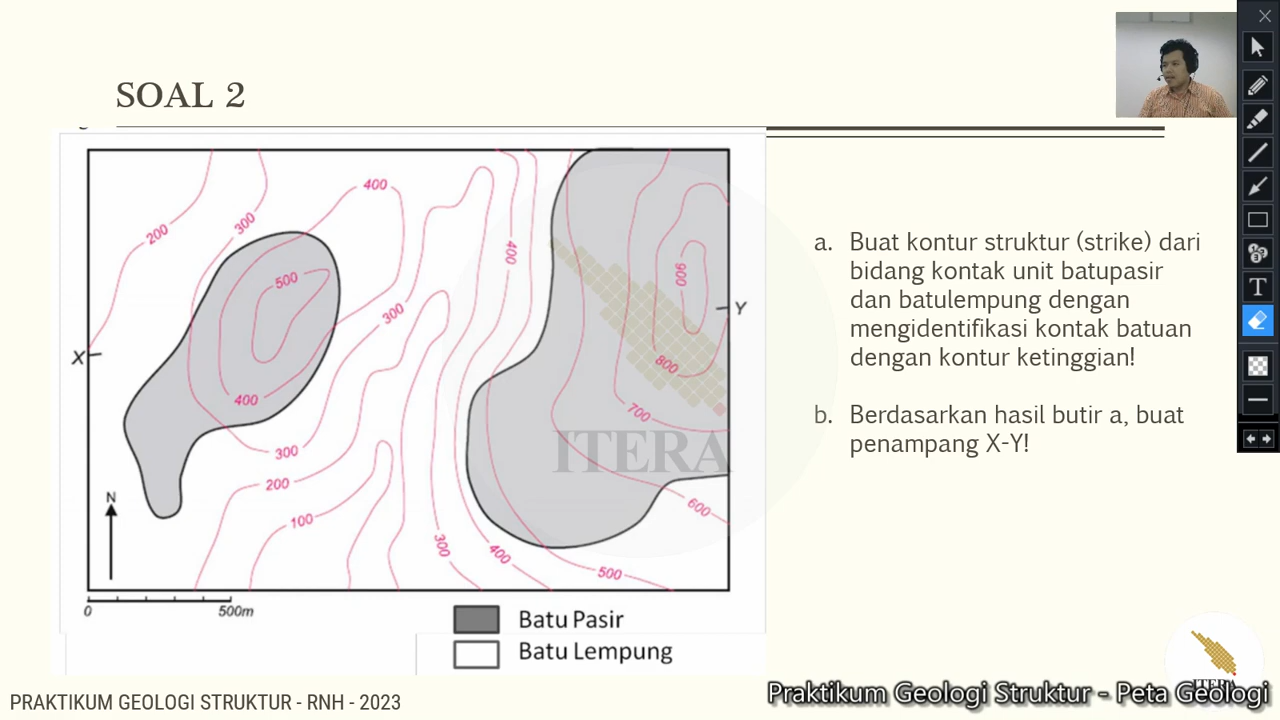 SOAL 2
400
200
300
400
500
900
300
800
400
700
300
200
100
600
300
400
500
X
Y
N
0
500m
ITERA
Batu Pasir
Batu Lempung
a. Buat kontur struktur (strike) dari
bidang kontak unit batupasir
dan batulempung dengan
mengidentifikasi kontak batuan
dengan kontur ketinggian!
b. Berdasarkan hasil butir a, buat
penampang X-Y!
T
ITERA
PRAKTIKUM GEOLOGI STRUKTUR - RNH - 2023
Praktikum Geologi Struktur - Peta Geologi